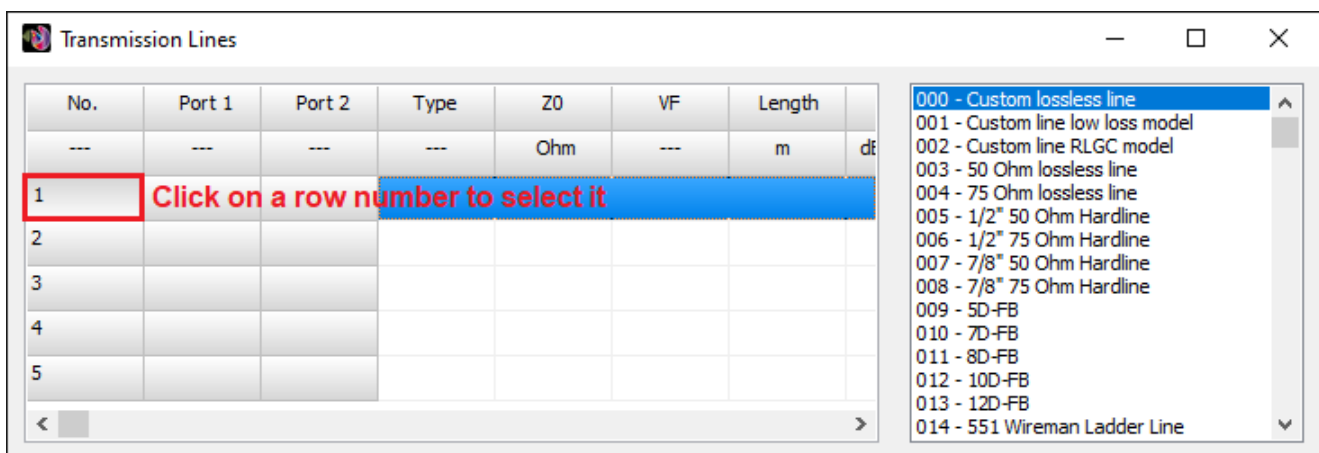 Transmission Lines
No. Port 1 Port 2 Type Z0 VF Length
--- --- --- --- Ohm --- m dB
1 Click on a row number to select it
2
3
4
5
000 - Custom lossless line
001 - Custom line low loss model
002 - Custom line RLGC model
003 - 50 Ohm lossless line
004 - 75 Ohm lossless line
005 - 1/2" 50 Ohm Hardline
006 - 1/2" 75 Ohm Hardline
007 - 7/8" 50 Ohm Hardline
008 - 7/8" 75 Ohm Hardline
009 - 5D-FB
010 - 7D-FB
011 - 8D-FB
012 - 10D-FB
013 - 12D-FB
014 - 551 Wireman Ladder Line